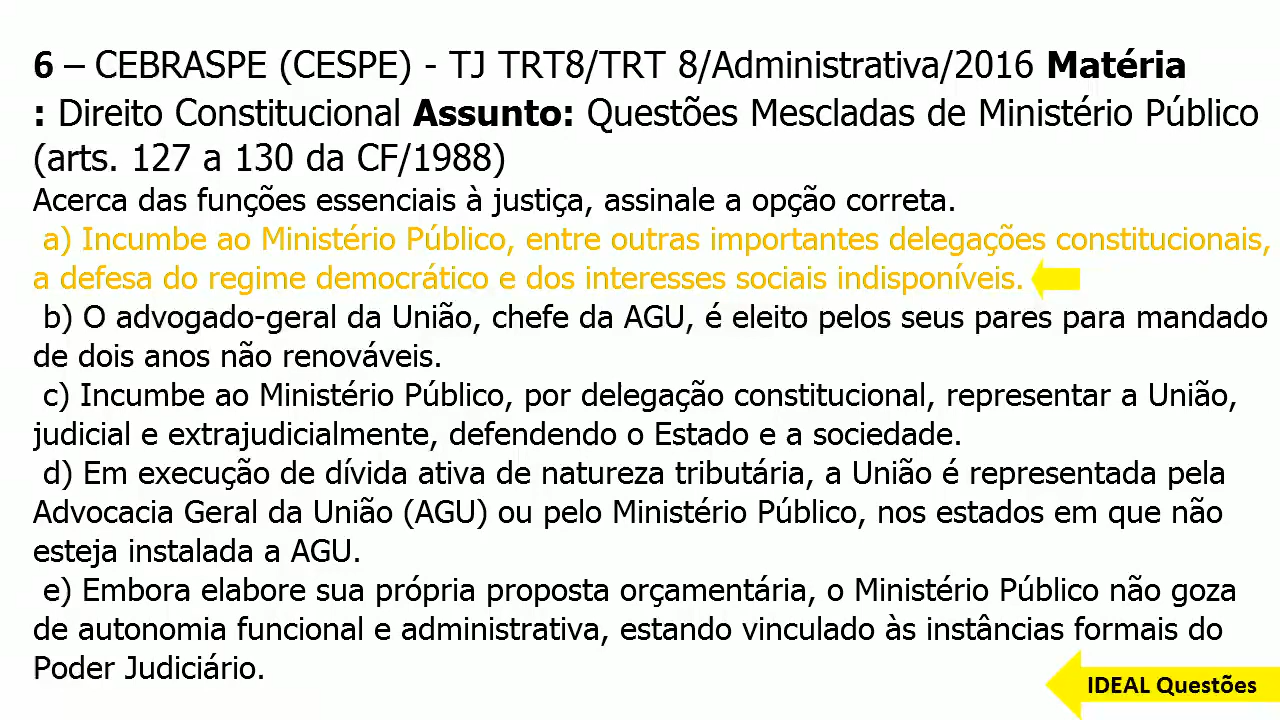 6 – CEBRASPE (CESPE) - TJ TRT8/TRT 8/Administrativa/2016 Matéria
: Direito Constitucional Assunto: Questões Mescladas de Ministério Público
(arts. 127 a 130 da CF/1988)
Acerca das funções essenciais à justiça, assinale a opção correta.
a) Incumbe ao Ministério Público, entre outras importantes delegações constitucionais,
a defesa do regime democrático e dos interesses sociais indisponíveis.
b) O advogado-geral da União, chefe da AGU, é eleito pelos seus pares para mandado
de dois anos não renováveis.
c) Incumbe ao Ministério Público, por delegação constitucional, representar a União,
judicial e extrajudicialmente, defendendo o Estado e a sociedade.
d) Em execução de dívida ativa de natureza tributária, a União é representada pela
Advocacia Geral da União (AGU) ou pelo Ministério Público, nos estados em que não
esteja instalada a AGU.
e) Embora elabore sua própria proposta orçamentária, o Ministério Público não goza
de autonomia funcional e administrativa, estando vinculado às instâncias formais do
Poder Judiciário.
IDEAL Questões